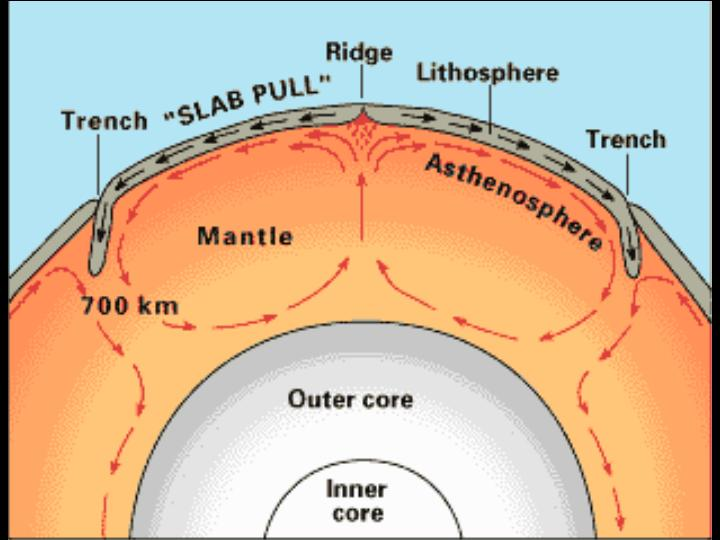 Ridge
Lithosphere
"SLAB PULL"
Trench
Trench
Asthenosphere
Mantle
700 km
Outer core
Inner
core